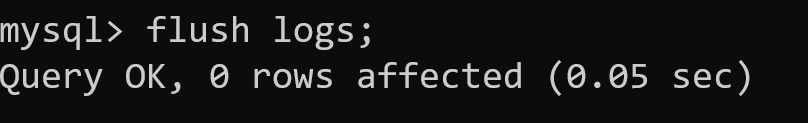 mysql> flush logs;
Query OK, 0 rows affected (0.05 sec)